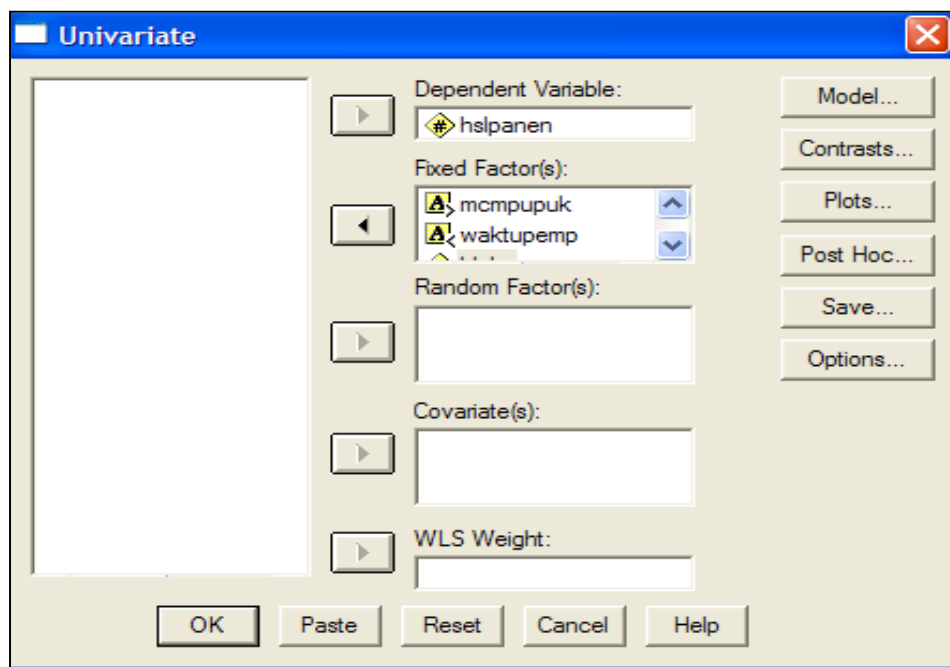 Univariate
Dependent Variable:
hslpanen
Fixed Factor(s):
mcmpupuk
waktupemp
Random Factor(s):
Covariate(s):
WLS Weight:
Model...
Contrasts...
Plots...
Post Hoc...
Save...
Options...
OK
Paste
Reset
Cancel
Help